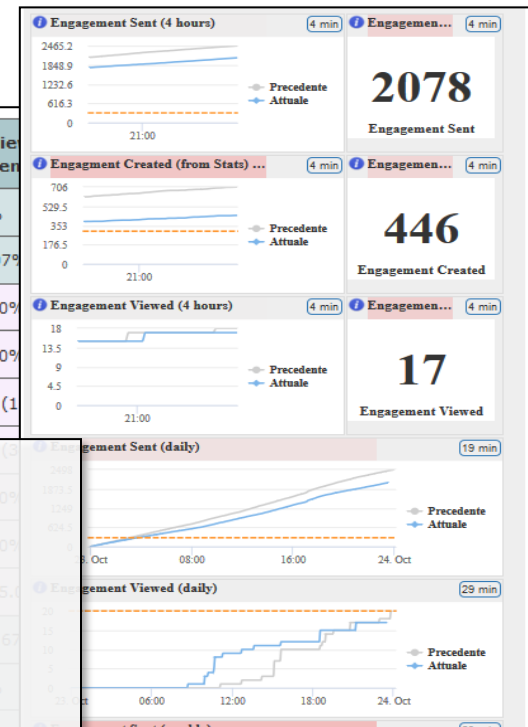 Engagement Sent (4 hours) 4 min Engagemen... 4 min
2465.2
1848.9
1232.6
616.3
0
21:00
Precedente
Attuale
2078
Engagement Sent
Engagment Created (from Stats) ... 4 min Engagemen... 4 min
706
529.5
353
176.5
0
21:00
Precedente
Attuale
446
Engagement Created
Engagement Viewed (4 hours) 4 min Engagemen... 4 min
18
13.5
9
4.5
0
21:00
Precedente
Attuale
17
Engagement Viewed
gement Sent (daily) 19 min
08:00 16:00 24. Oct
Precedente
Attuale
gement Viewed (daily) 29 min
06:00 12:00 18:00 24. Oct
Precedente
Attuale